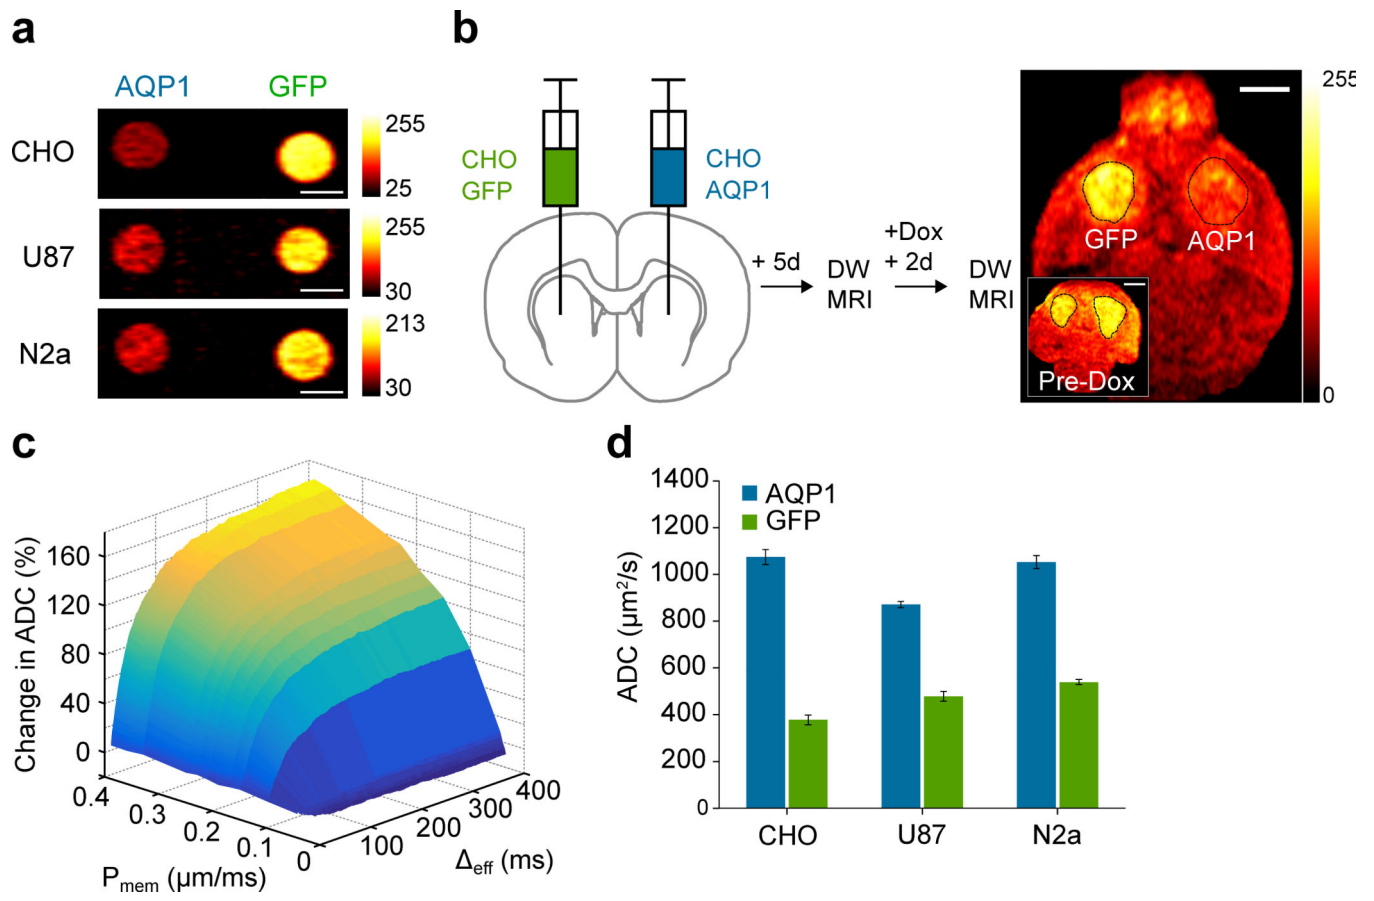 a
AQP1 GFP
CHO
255
25
U87
255
30
N2a
213
30
b
CHO
GFP
CHO
AQP1
+ 5d
DW
MRI
+Dox
+ 2d
DW
MRI
GFP
AQP1
Pre-Dox
255
0
c
Change in ADC (%)
160
120
80
40
0
0.4
0.3
0.2
0.1
0
100
200
300
400
Pmem (µm/ms)
Δeff (ms)
d
ADC (µm²/s)
1400
1200
1000
800
600
400
200
0
AQP1
GFP
CHO U87 N2a